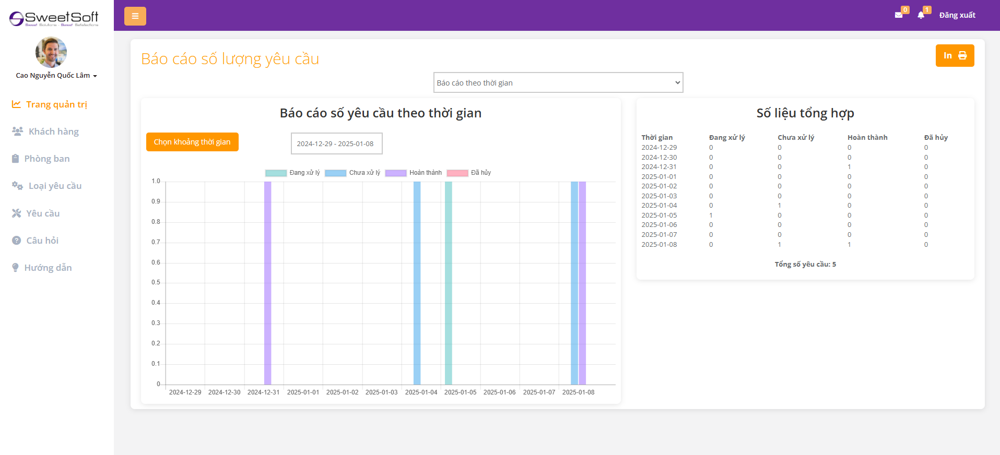 SweetSoft
Sweet Solutions - Sweet Satisfactions
Cao Nguyễn Quốc Lâm
Trang quản trị
Khách hàng
Phòng ban
Loại yêu cầu
Yêu cầu
Câu hỏi
Hướng dẫn
0
1
Đăng xuất
Báo cáo số lượng yêu cầu
In
Báo cáo theo thời gian
Báo cáo số yêu cầu theo thời gian
Chọn khoảng thời gian
2024-12-29 - 2025-01-08
Đang xử lý Chưa xử lý Hoàn thành Đã hủy
1.0
0.9
0.8
0.7
0.6
0.5
0.4
0.3
0.2
0.1
0
2024-12-29 2024-12-30 2024-12-31 2025-01-01 2025-01-02 2025-01-03 2025-01-04 2025-01-05 2025-01-06 2025-01-07 2025-01-08
Số liệu tổng hợp
Thời gian Đang xử lý Chưa xử lý Hoàn thành Đã hủy
2024-12-29 0 0 0 0
2024-12-30 0 0 0 0
2024-12-31 0 0 1 0
2025-01-01 0 0 0 0
2025-01-02 0 0 0 0
2025-01-03 0 0 0 0
2025-01-04 0 1 0 0
2025-01-05 1 0 0 0
2025-01-06 0 0 0 0
2025-01-07 0 0 0 0
2025-01-08 0 1 1 0
Tổng số yêu cầu: 5